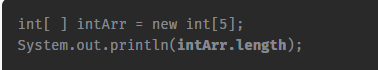 int[ ] intArr = new int[5];
System.out.println(intArr.length);